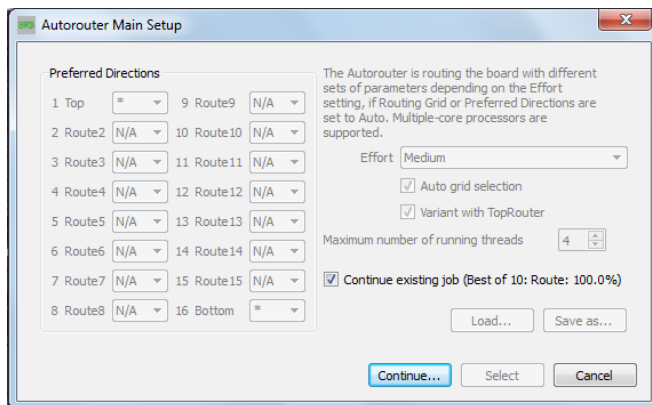 BRD Autorouter Main Setup
Preferred Directions
1 Top * 9 Route9 N/A
2 Route2 N/A 10 Route10 N/A
3 Route3 N/A 11 Route11 N/A
4 Route4 N/A 12 Route12 N/A
5 Route5 N/A 13 Route13 N/A
6 Route6 N/A 14 Route14 N/A
7 Route7 N/A 15 Route15 N/A
8 Route8 N/A 16 Bottom *
The Autorouter is routing the board with different
sets of parameters depending on the Effort
setting, if Routing Grid or Preferred Directions are
set to Auto. Multiple-core processors are
supported.
Effort Medium
Auto grid selection
Variant with TopRouter
Maximum number of running threads 4
Continue existing job (Best of 10: Route: 100.0%)
Load... Save as...
Continue... Select Cancel